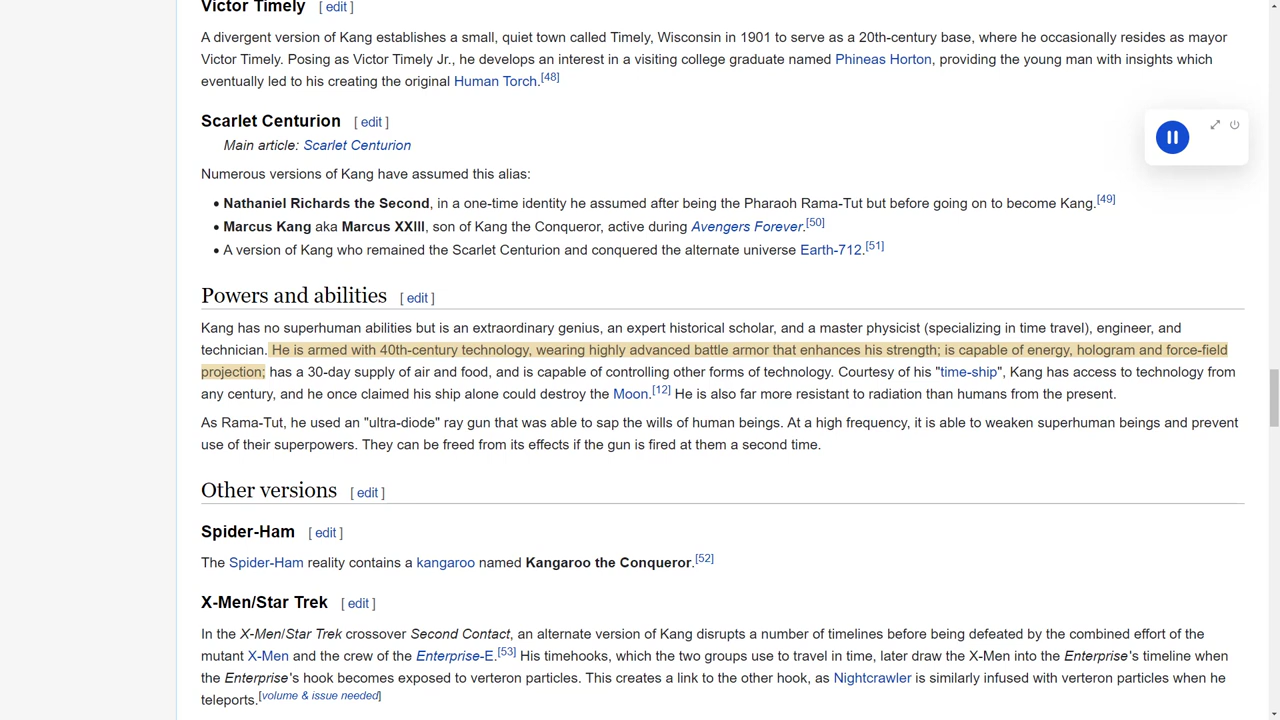 Victor Timely [ edit ]
A divergent version of Kang establishes a small, quiet town called Timely, Wisconsin in 1901 to serve as a 20th-century base, where he occasionally resides as mayor
Victor Timely. Posing as Victor Timely Jr., he develops an interest in a visiting college graduate named Phineas Horton, providing the young man with insights which
eventually led to his creating the original Human Torch.[48]
Scarlet Centurion [ edit ]
Main article: Scarlet Centurion
Numerous versions of Kang have assumed this alias:
• Nathaniel Richards the Second, in a one-time identity he assumed after being the Pharaoh Rama-Tut but before going on to become Kang.[49]
• Marcus Kang aka Marcus XXIII, son of Kang the Conqueror, active during Avengers Forever.[50]
• A version of Kang who remained the Scarlet Centurion and conquered the alternate universe Earth-712.[51]
Powers and abilities [ edit ]
Kang has no superhuman abilities but is an extraordinary genius, an expert historical scholar, and a master physicist (specializing in time travel), engineer, and
technician. He is armed with 40th-century technology, wearing highly advanced battle armor that enhances his strength; is capable of energy, hologram and force-field
projection; has a 30-day supply of air and food, and is capable of controlling other forms of technology. Courtesy of his "time-ship", Kang has access to technology from
any century, and he once claimed his ship alone could destroy the Moon.[12] He is also far more resistant to radiation than humans from the present.
As Rama-Tut, he used an "ultra-diode" ray gun that was able to sap the wills of human beings. At a high frequency, it is able to weaken superhuman beings and prevent
use of their superpowers. They can be freed from its effects if the gun is fired at them a second time.
Other versions [ edit ]
Spider-Ham [ edit ]
The Spider-Ham reality contains a kangaroo named Kangaroo the Conqueror.[52]
X-Men/Star Trek [ edit ]
In the X-Men/Star Trek crossover Second Contact, an alternate version of Kang disrupts a number of timelines before being defeated by the combined effort of the
mutant X-Men and the crew of the Enterprise-E.[53] His timehooks, which the two groups use to travel in time, later draw the X-Men into the Enterprise's timeline when
the Enterprise's hook becomes exposed to verteron particles. This creates a link to the other hook, as Nightcrawler is similarly infused with verteron particles when he
teleports.[volume & issue needed]